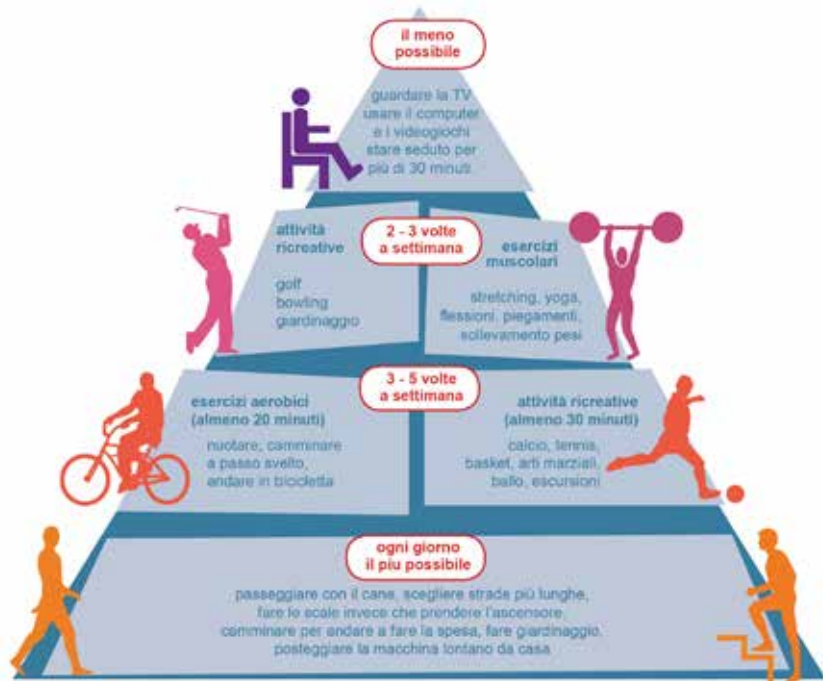 il meno
possibile
guardare la TV
usare il computer
e i videogiochi
stare seduto per
più di 30 minuti
2 - 3 volte
a settimana
attività
ricreative
golf
bowling
giardinaggio
esercizi
muscolari
stretching, yoga,
flessioni, piegamenti,
sollevamento pesi
3 - 5 volte
a settimana
esercizi aerobici
(almeno 20 minuti)
nuotare, camminare
a passo svelto,
andare in bicicletta
attività ricreative
(almeno 30 minuti)
calcio, tennis,
basket, arti marziali,
ballo, escursioni
ogni giorno
il piu possibile
passeggiare con il cane, scegliere strade più lunghe,
fare le scale invece che prendere l'ascensore,
camminare per andare a fare la spesa, fare giardinaggio,
posteggiare la macchina lontano da casa